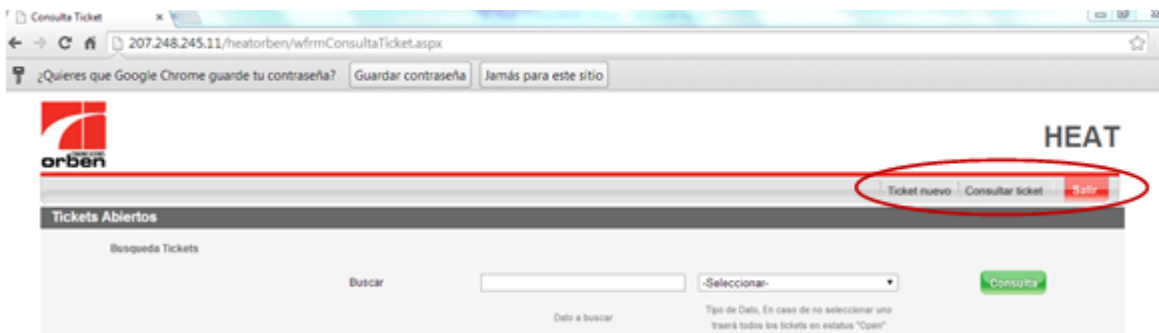 Consulta Ticket
207.248.245.11/heatorben/wfrmConsultaTicket.aspx
¿Quieres que Google Chrome guarde tu contraseña? Guardar contraseña Jamás para este sitio
orben
HEAT
Ticket nuevo Consultar ticket Salir
Tickets Abiertos
Busqueda Tickets
Buscar -Seleccionar- Consulta
Dato a buscar Tipo de Dato, En caso de no seleccionar uno
traerá todos los tickets en estatus "Open"